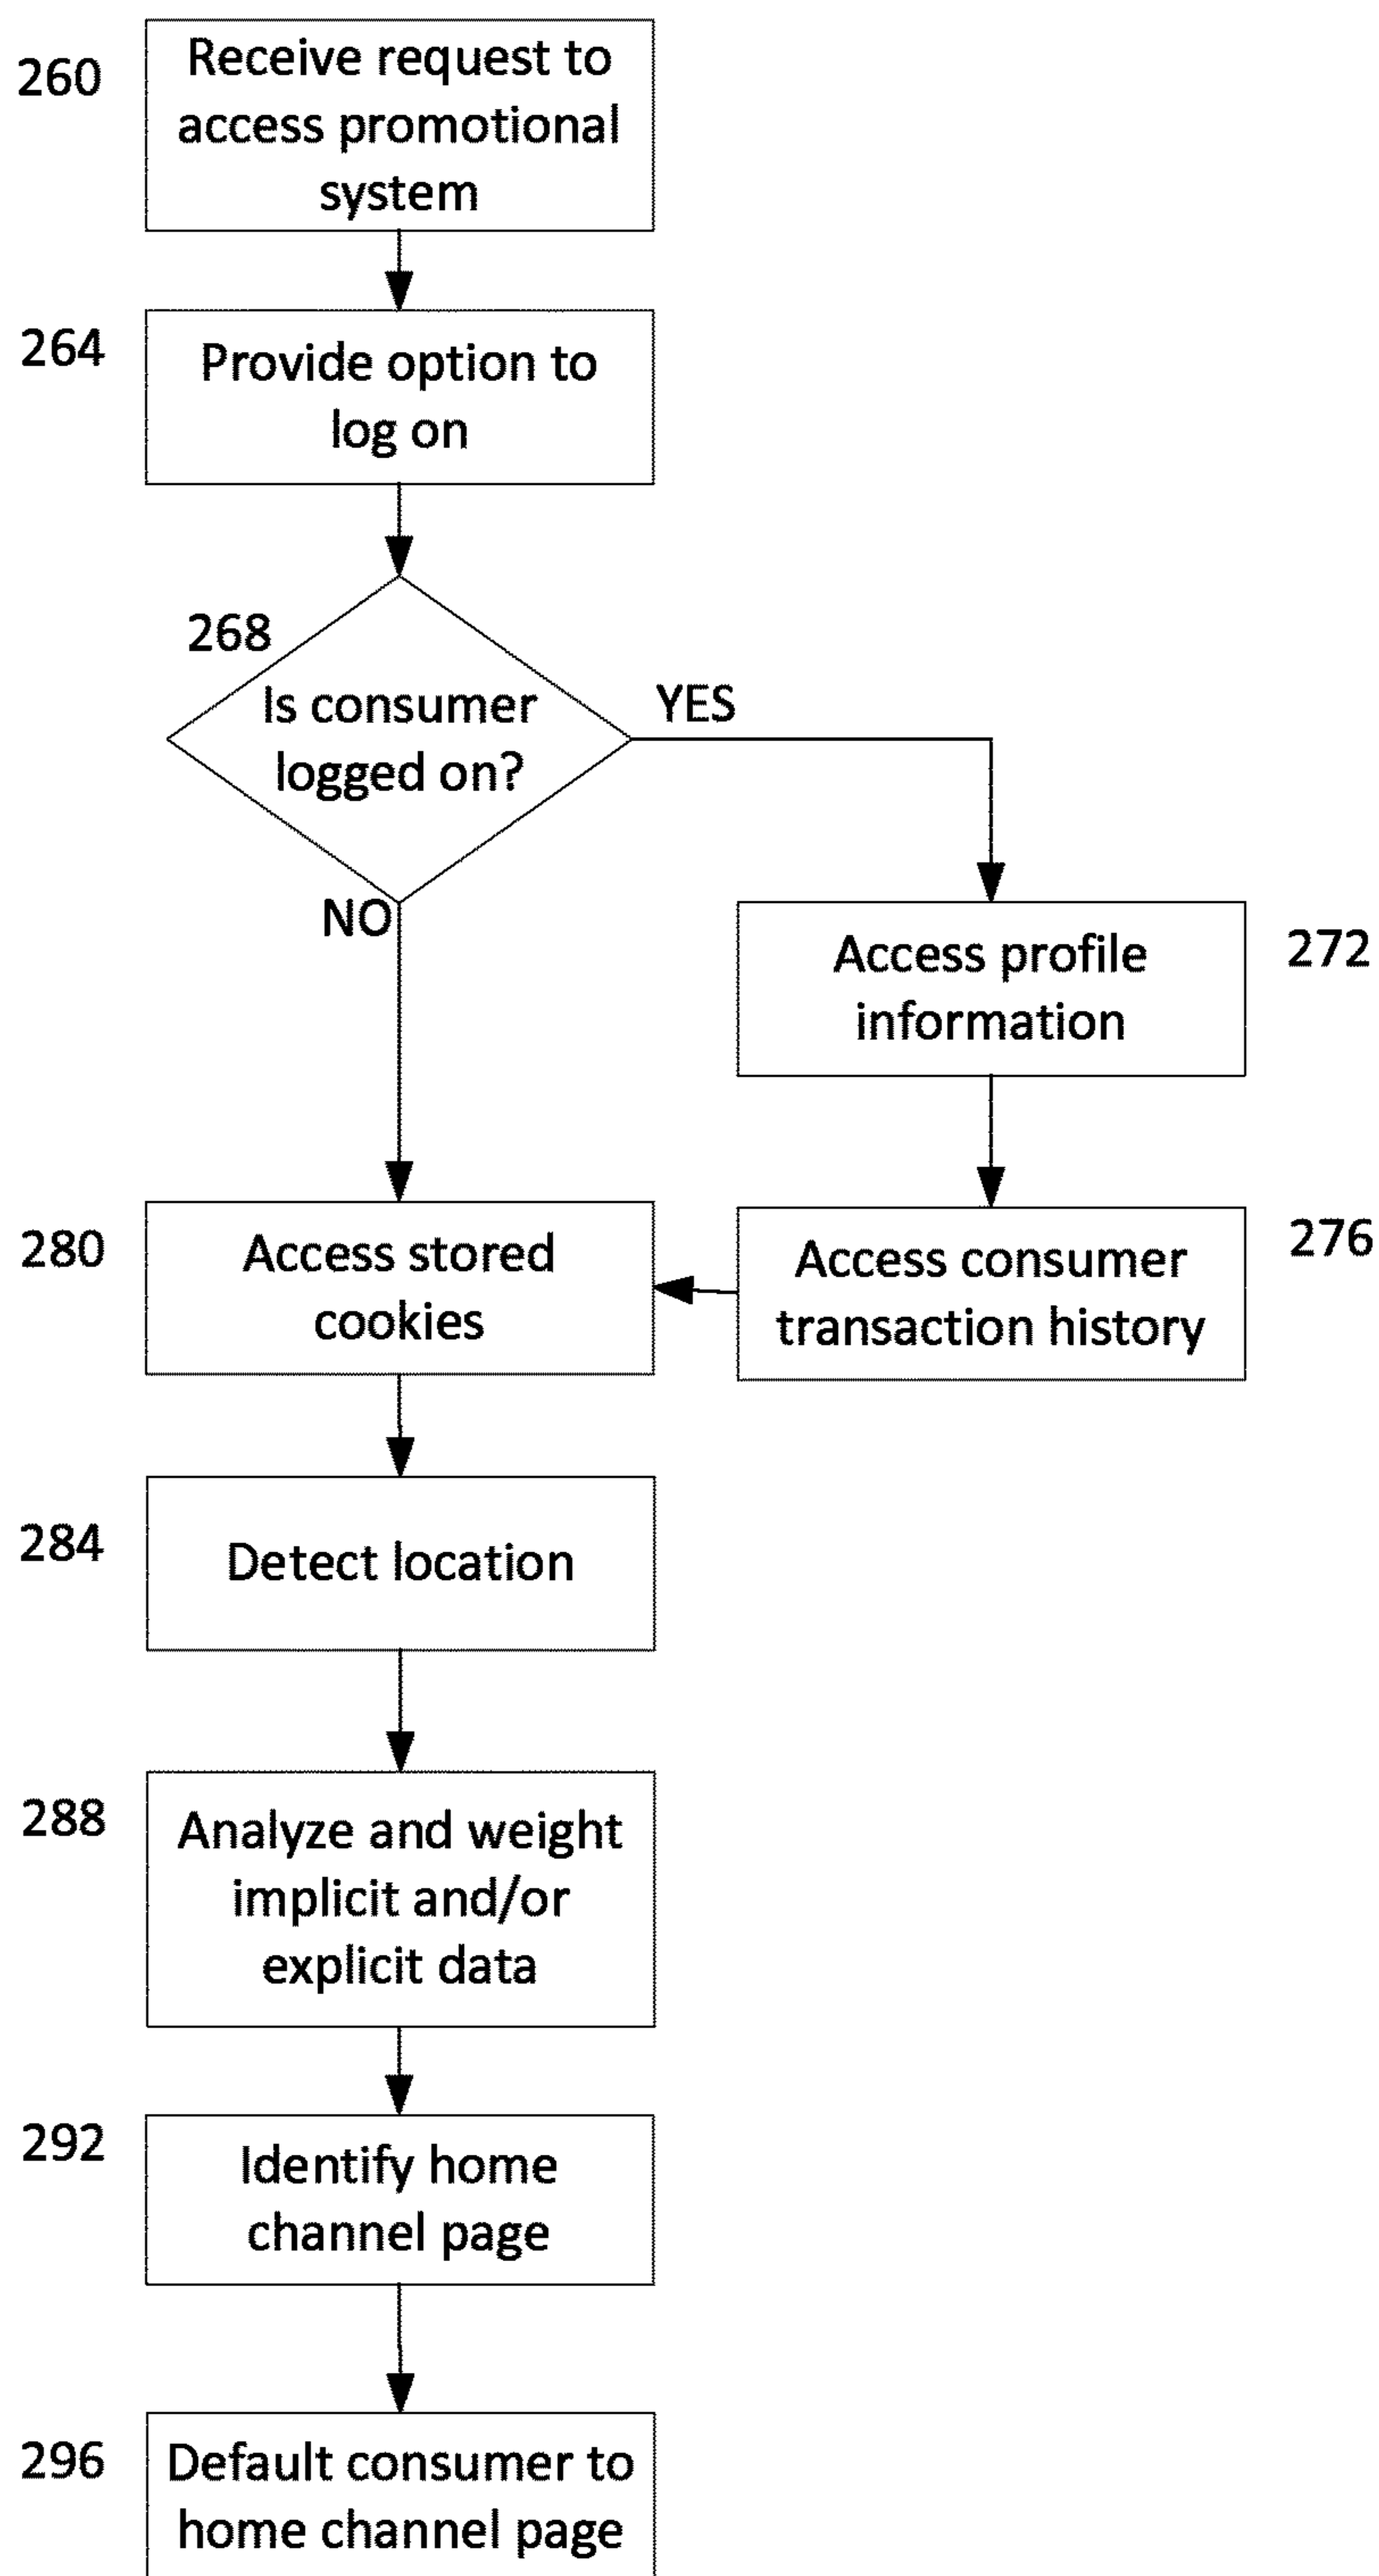 260
Receive request to
access promotional
system
264
Provide option to
log on
268
Is consumer
logged on?
YES
NO
Access profile
information
272
280
Access stored
cookies
Access consumer
transaction history
276
284
Detect location
288
Analyze and weight
implicit and/or
explicit data
292
Identify home
channel page
296
Default consumer to
home channel page